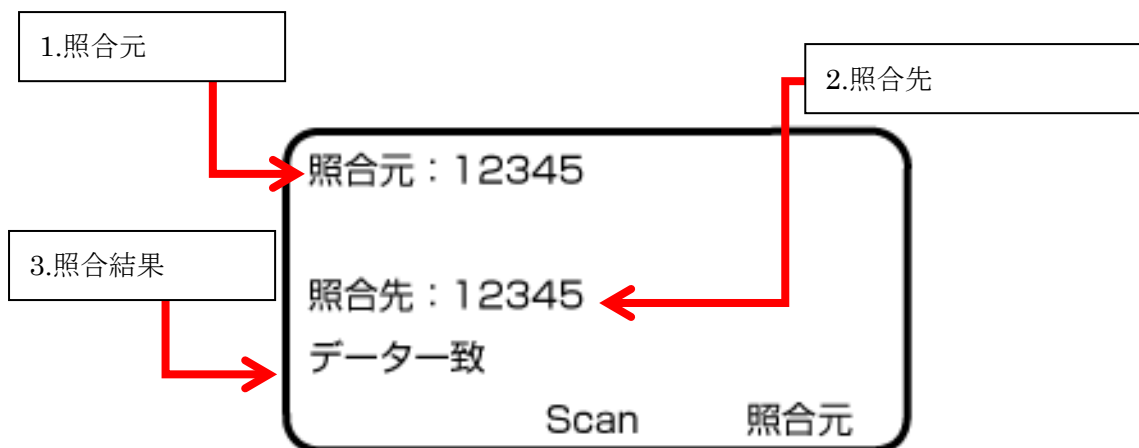 1.照合元
2.照合先
照合元：12345
3.照合結果
照合先：12345
データ一致
Scan 照合元